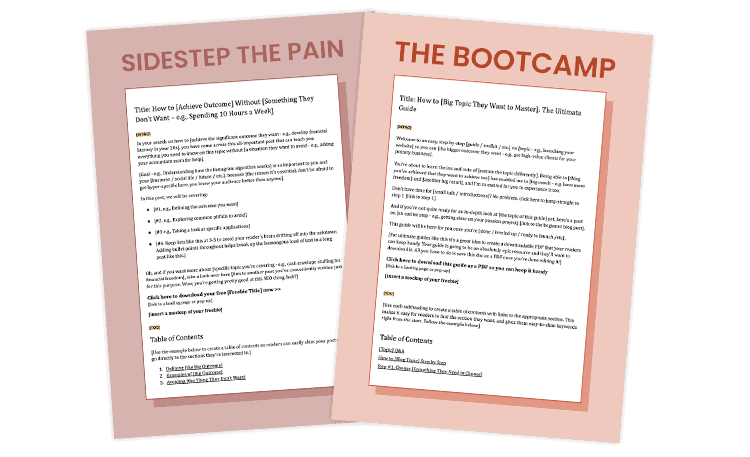 SIDESTEP THE PAIN
Title: How to [Achieve Outcome] Without [Something They
Don't Want – e.g., Spending 10 Hours a Week]
[INTRO]
In your search on how to [achieve the significant outcome they want - e.g., develop financial
literacy in your 20s], you have come across this all-important post that can teach you
everything you need to know on this topic without [a situation they want to avoid - e.g., adding
your accountant mom for help].
[Goal - e.g., Understanding how the Instagram algorithm works] is as important to you and
your [business / social life / future / etc], because [the reason it's essential, don't be afraid to
get hyper-specific here, you know your audience better than anyone].
In this post, we will be covering:
[#1, e.g., Defining the outcome you want]
[#2, e.g., Exploring common pitfalls to avoid]
[#3 e.g., Taking a look at specific applications]
[#4. Keep lists like this at 3-5 to avoid your reader's brain drifting off into the unknown.
Adding bullet points throughout helps break up the humongous load of text in a long
post like this.]
Oh, and if you want more about [specific topic you're covering - e.g., cash envelope stuffing for
financial freedom], take a look over here [link to another post you've conveniently written just
for this purpose. Wow, you're getting pretty good at this SEO thing, huh?]
Click here to download your free [Freebie Title] now >>
[link to a landing page or pop-up]
[insert a mockup of your freebie]
[TOC]
Table of Contents
[Use the example below to create a table of contents so readers can easily skim your post
go directly to the sections they're interested in.]
1. Defining [the Big Outcome]
2. Examples of [Big Outcome]
3. Avoiding [the Thing They Don't Want]
THE BOOTCAMP
Title: How to [Big Topic They Want to Master]: The Ultimate
Guide
[INTRO]
Welcome to an easy step-by-step [guide / toolkit / etc.] on [topic - e.g., branding your
website] so you can [the bigger outcome they want - e.g. get high-value clients for your
pottery business].
You're about to learn the ins and outs of [restate the topic differently]. Being able to [thing
you've achieved that they want to achieve too] has enabled me to [big result – e.g. have more
freedom] and [another big result], and I'm so excited for you to experience it too.
Don't have time for [small talk / introductions]? No problem, click here to jump straight to
step 1 [link to step 1].
And if you're not quite ready for an in-depth look at [the topic of this guide] yet, here's a post
on [an earlier step - e.g., getting clear on your passion project] [link to the beginner blog post].
This guide will be here for you once you're [done / leveled up / ready to launch /etc].
[For ultimate guides like this it's a great idea to create a downloadable PDF that your readers
can keep handy. Your guide is going to be an absolutely epic resource and they'll want to
download it. All you have to do is save this doc as a PDF once you're done editing it!]
Click here to download this guide as a PDF so you can keep it handy
[link to a landing page or pop-up]
[insert a mockup of your freebie]
[TOC]
[Use each subheading to create a table of contents with links to the appropriate section. This
makes it easy for readers to find the section they want, and gives them easy-to-skim keywords
right from the start. Follow the example below]
Table of Contents
[Topic] Q&A
How to [Blog Topic] Step by Step
Step #1. Choose [Something They Need to Choose]